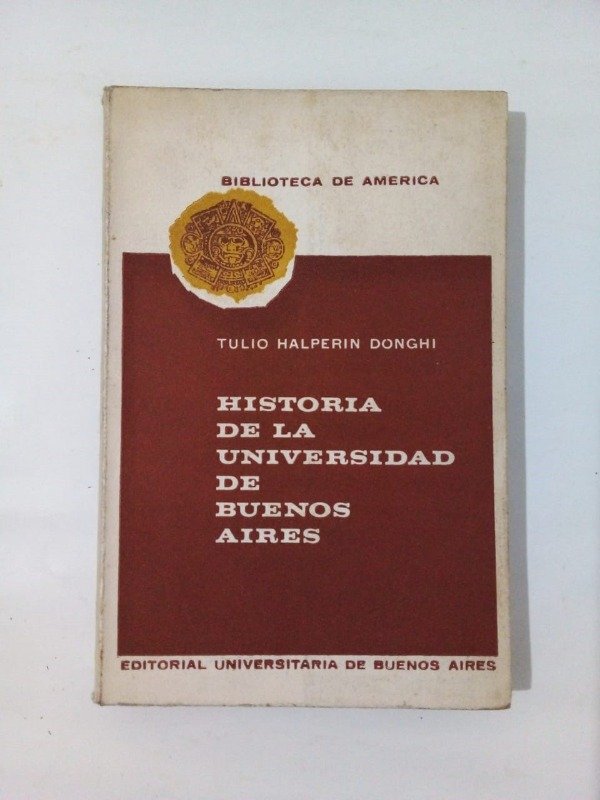 BIBLIOTECA DE AMERICA
TULIO HALPERIN DONGHI
HISTORIA
DE LA
UNIVERSIDAD
DE
BUENOS
AIRES
EDITORIAL UNIVERSITARIA DE BUENOS AIRES